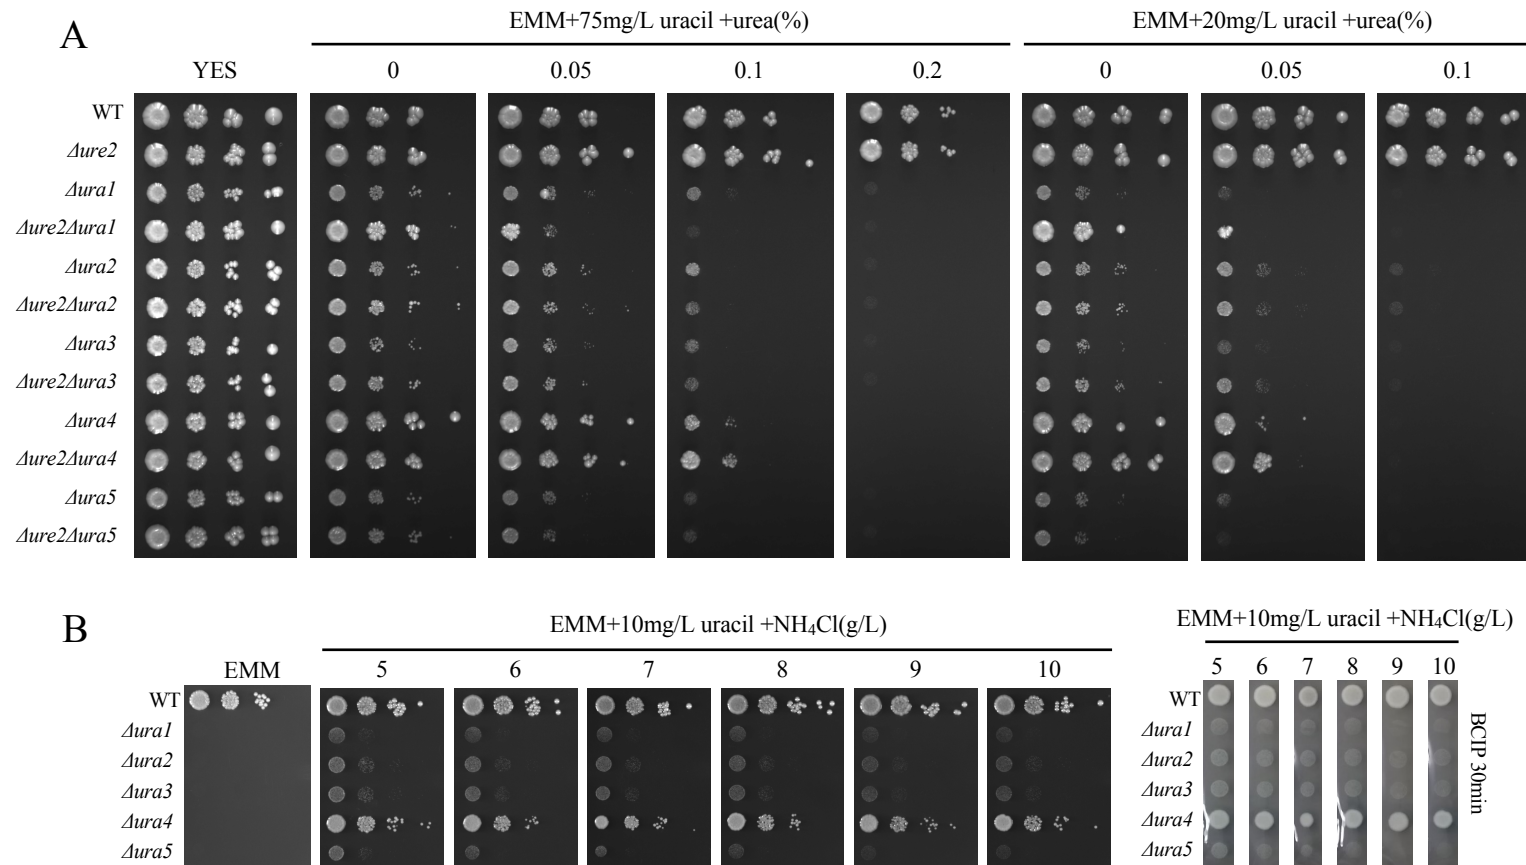 A
EMM+75mg/L uracil +urea(%)
EMM+20mg/L uracil +urea(%)
YES
0
0.05
0.1
0.2
0
0.05
0.1
WT
Δure2
Δura1
Δure2Δura1
Δura2
Δure2Δura2
Δura3
Δure2Δura3
Δura4
Δure2Δura4
Δura5
Δure2Δura5
B
EMM+10mg/L uracil +NH₄Cl(g/L)
EMM
5
6
7
8
9
10
WT
Δura1
Δura2
Δura3
Δura4
Δura5
EMM+10mg/L uracil +NH₄Cl(g/L)
5
6
7
8
9
10
WT
Δura1
Δura2
Δura3
Δura4
Δura5
BCIP 30min